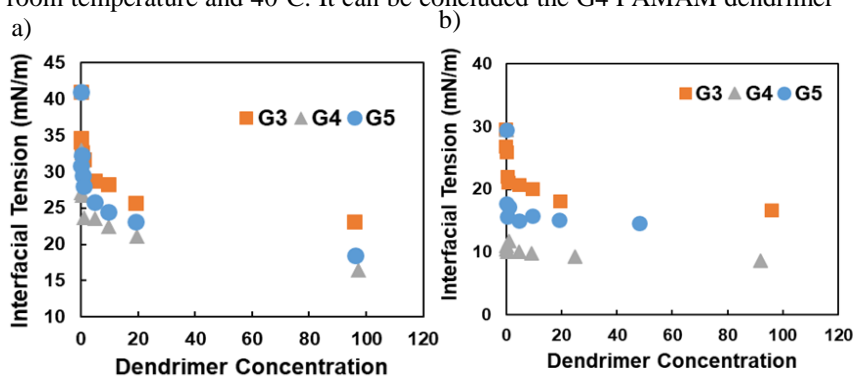 room temperature and 40°C. It can be concluded the G4 PAMAM dendrimer
a)
b)
45
40
35
30
25
20
15
10
Interfacial Tension (mN/m)
G3 G4 G5
0 20 40 60 80 100 120
Dendrimer Concentration
40
30
20
10
0
Interfacial Tension (mN/m)
G3 G4 G5
0 20 40 60 80 100 120
Dendrimer Concentration